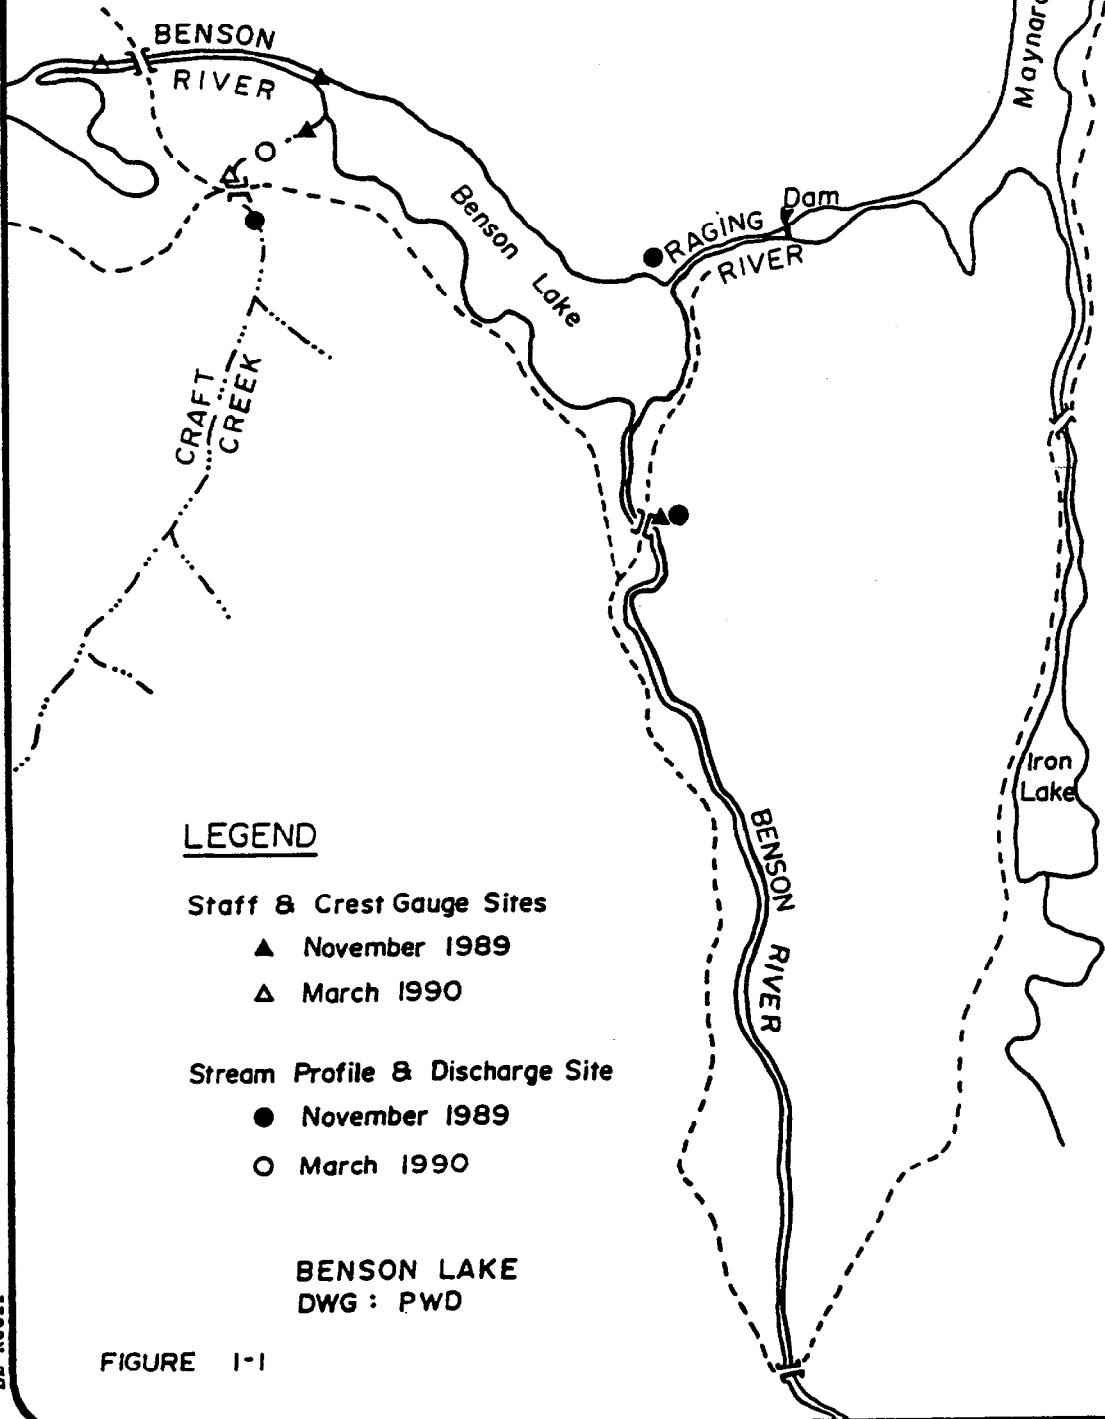 BENSON
RIVER
Maynard
Benson
Lake
Dam
RAGING
RIVER
CRAFT
CREEK
Iron
Lake
BENSON
RIVER
LEGEND
Staff & Crest Gauge Sites
November 1989
March 1990
Stream Profile & Discharge Site
November 1989
March 1990
BENSON LAKE
DWG : PWD
FIGURE 1-1